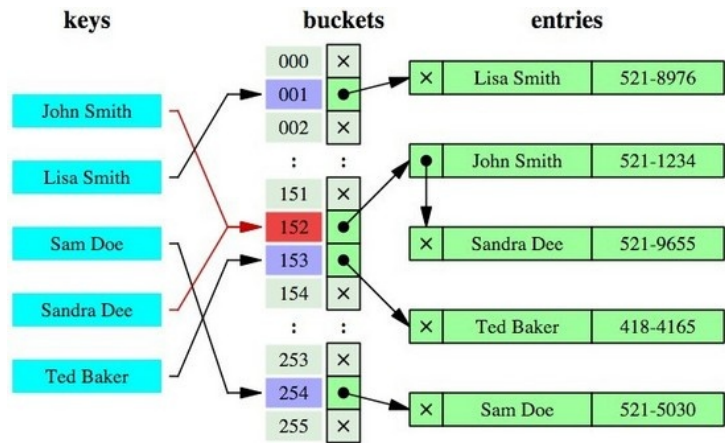 keys
buckets
entries
John Smith
Lisa Smith
Sam Doe
Sandra Dee
Ted Baker
000 ×
001
002 ×
: :
151 ×
152
153
154 ×
: :
253 ×
254
255 ×
× Lisa Smith 521-8976
John Smith 521-1234
× Sandra Dee 521-9655
× Ted Baker 418-4165
× Sam Doe 521-5030